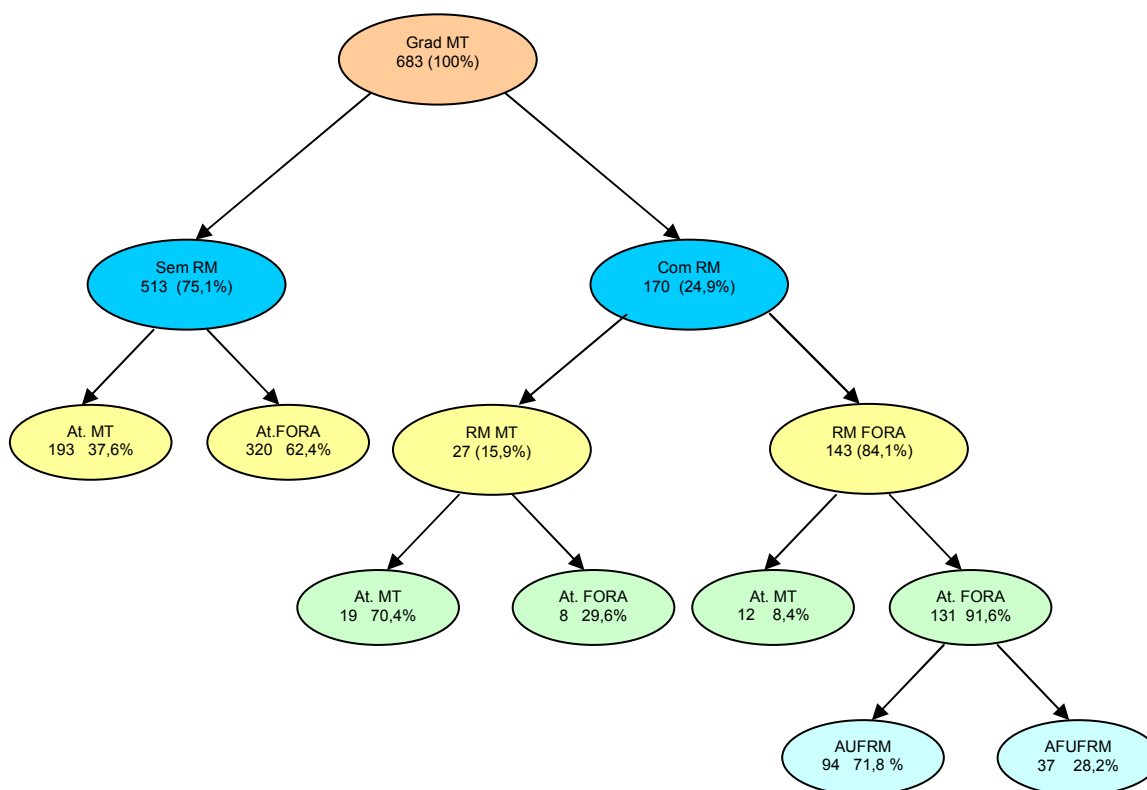 Grad MT
683 (100%)
Sem RM
513 (75,1%)
Com RM
170 (24,9%)
At. MT
193 37,6%
At.FORA
320 62,4%
RM MT
27 (15,9%)
RM FORA
143 (84,1%)
At. MT
19 70,4%
At. FORA
8 29,6%
At. MT
12 8,4%
At. FORA
131 91,6%
AUFRM
94 71,8 %
AFUFRM
37 28,2%